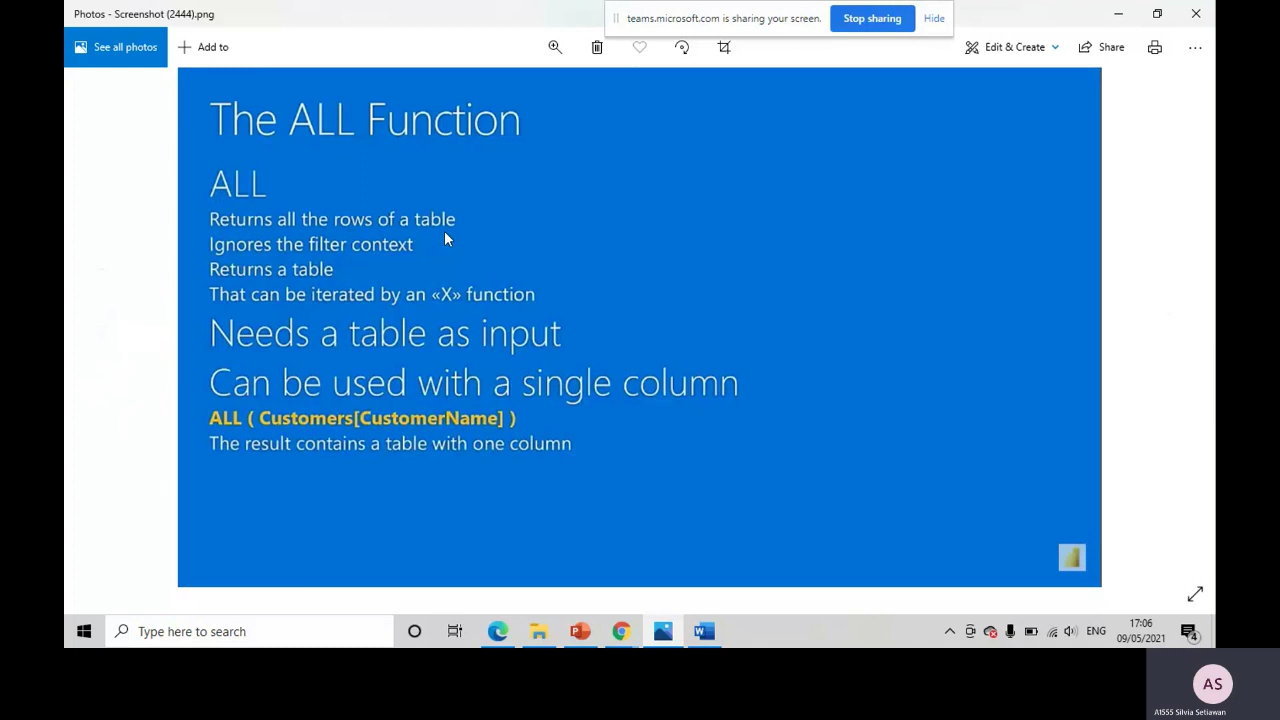 Photos - Screenshot (2444).png
teams.microsoft.com is sharing your screen.
Stop sharing
Hide
See all photos
Add to
Edit & Create
Share
The ALL Function
ALL
Returns all the rows of a table
Ignores the filter context
Returns a table
That can be iterated by an «X» function
Needs a table as input
Can be used with a single column
ALL ( Customers[CustomerName] )
The result contains a table with one column
Type here to search
ENG
17:06
09/05/2021
4
AS
A1555 Silvia Setiawan